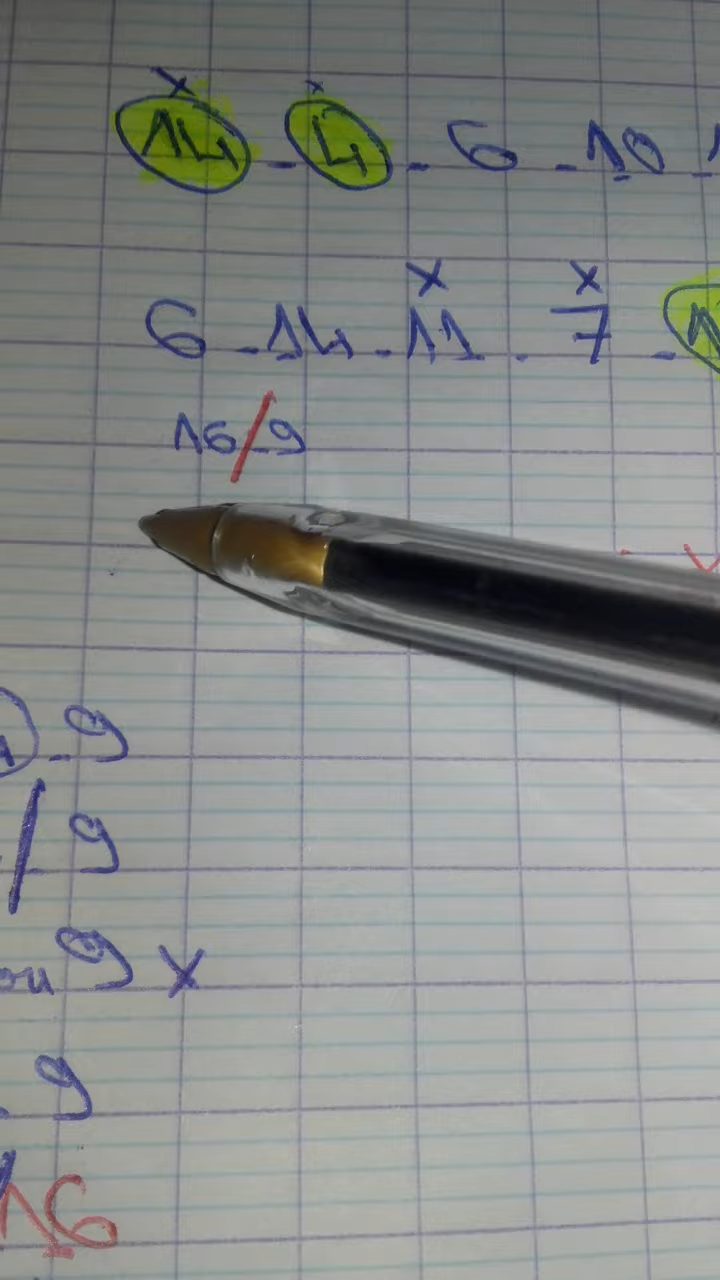 x x
14 - 4 - 6 - 10 -
x x
6 - 14 - 11 - 7 -
16/9
- 9
/ 9
ou 9 x
- 9
16